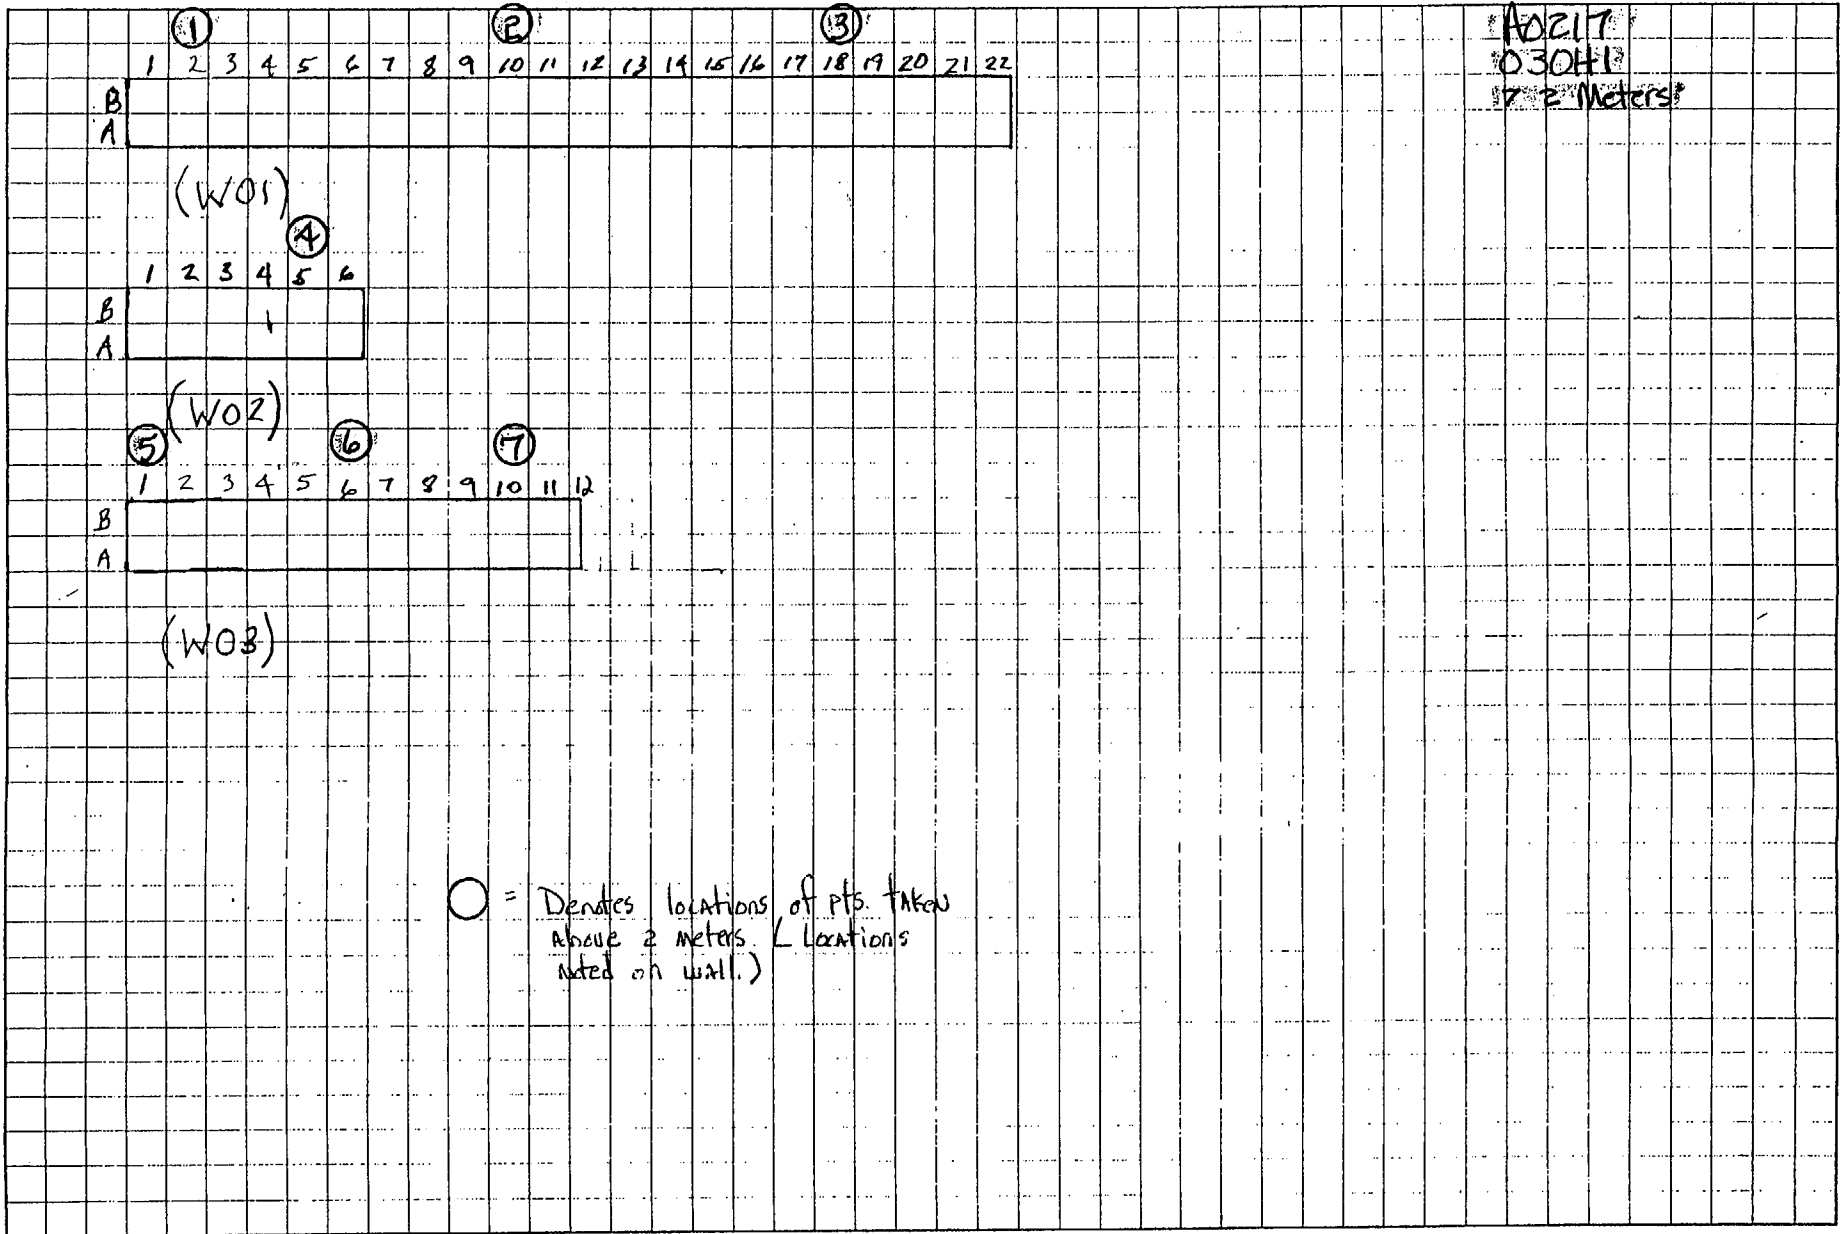 ① ② ③
A0217
030H1
> 2 Meters
1 2 3 4 5 6 7 8 9 10 11 12 13 14 15 16 17 18 19 20 21 22
B
A
(W01)
④
1 2 3 4 5 6
B
A
(W02)
⑤ ⑥ ⑦
1 2 3 4 5 6 7 8 9 10 11 12
B
A
(W03)
○ = Denotes locations of pts. taken
above 2 meters. (Locations
noted on wall.)